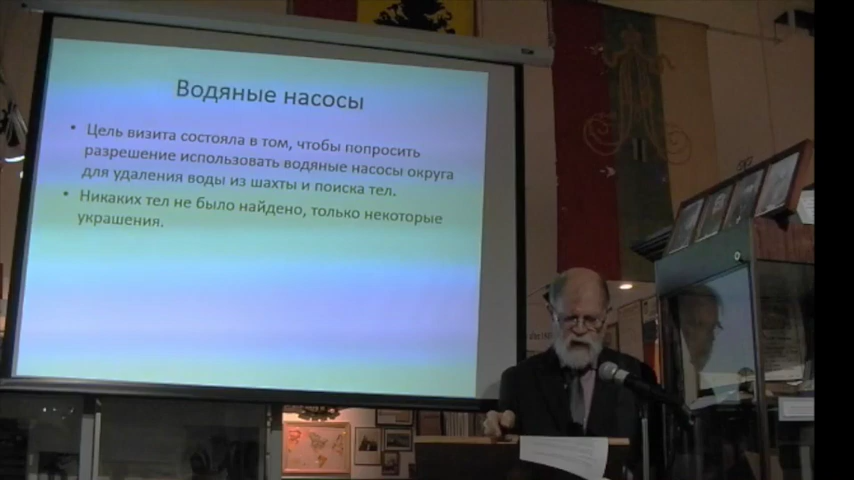 Водяные насосы
• Цель визита состояла в том, чтобы попросить
разрешение использовать водяные насосы округа
для удаления воды из шахты и поиска тел.
• Никаких тел не было найдено, только некоторые
украшения.